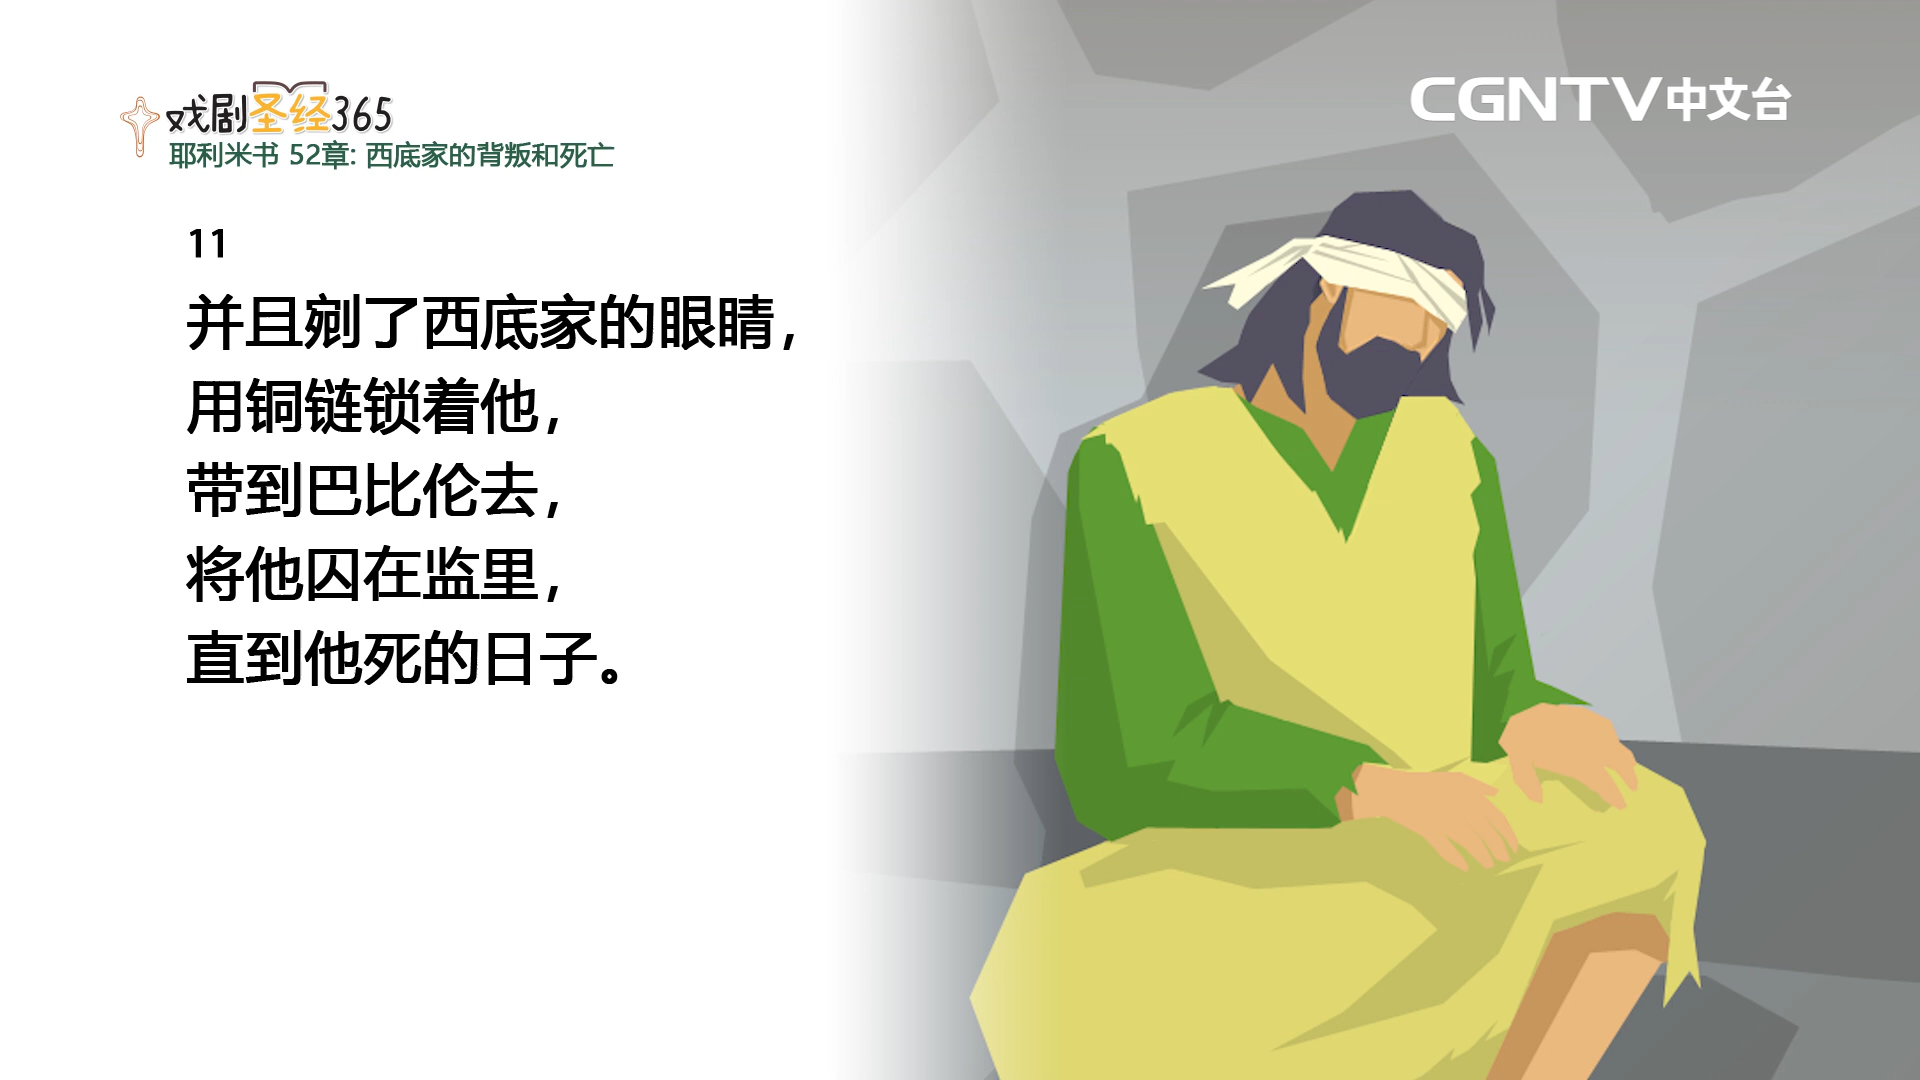 戏剧圣经365
CGNTV中文台
耶利米书 52章: 西底家的背叛和死亡
11
并且剜了西底家的眼睛，
用铜链锁着他，
带到巴比伦去，
将他囚在监里，
直到他死的日子。